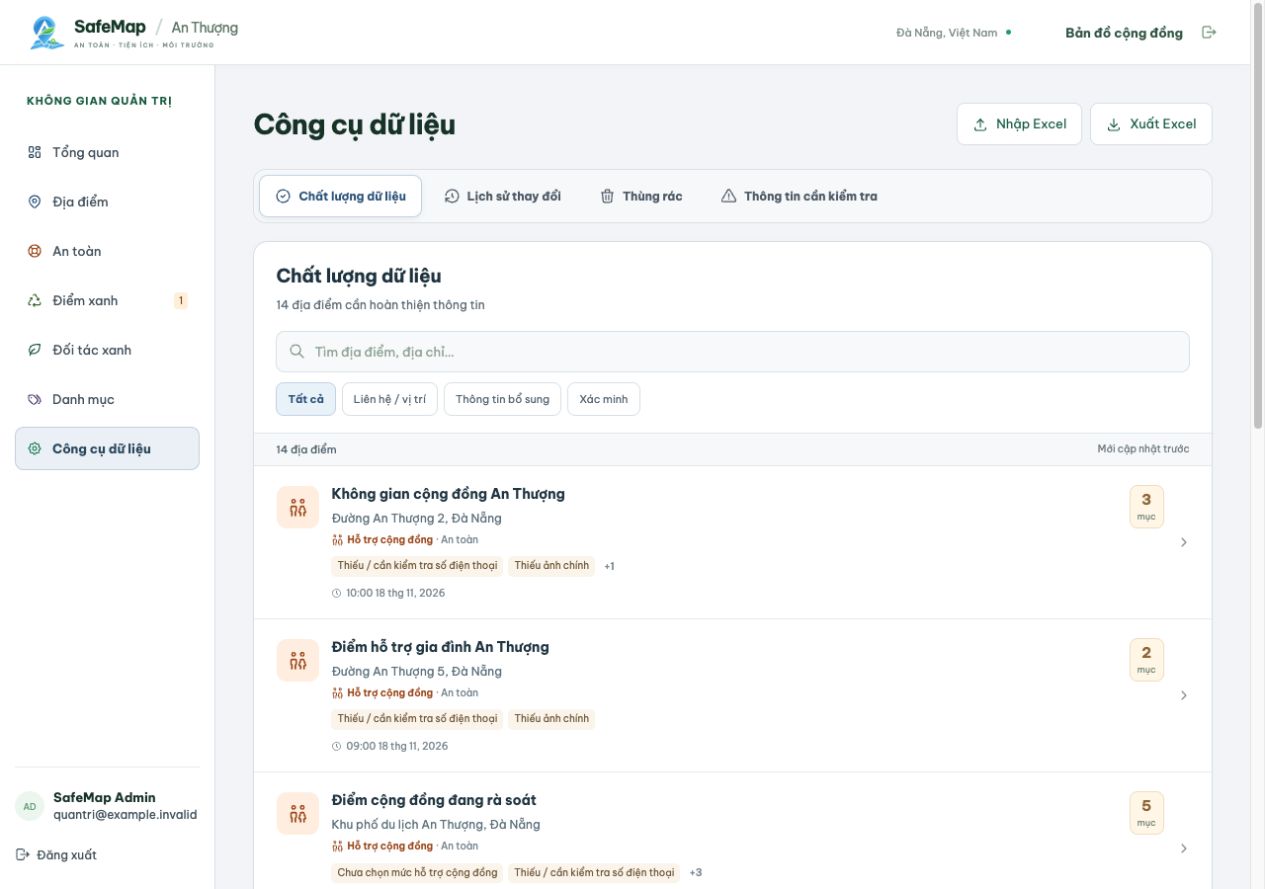 SafeMap / An Thượng
AN TOÀN · TIỆN ÍCH · MÔI TRƯỜNG
Đà Nẵng, Việt Nam
Bản đồ cộng đồng
KHÔNG GIAN QUẢN TRỊ
Tổng quan
Địa điểm
An toàn
Điểm xanh 1
Đối tác xanh
Danh mục
Công cụ dữ liệu
AD
SafeMap Admin
quantri@example.invalid
Đăng xuất
Công cụ dữ liệu
Nhập Excel
Xuất Excel
Chất lượng dữ liệu
Lịch sử thay đổi
Thùng rác
Thông tin cần kiểm tra
Chất lượng dữ liệu
14 địa điểm cần hoàn thiện thông tin
Tìm địa điểm, địa chỉ...
Tất cả
Liên hệ / vị trí
Thông tin bổ sung
Xác minh
14 địa điểm
Mới cập nhật trước
Không gian cộng đồng An Thượng
Đường An Thượng 2, Đà Nẵng
Hỗ trợ cộng đồng · An toàn
Thiếu / cần kiểm tra số điện thoại
Thiếu ảnh chính
+1
10:00 18 thg 11, 2026
3
mục
Điểm hỗ trợ gia đình An Thượng
Đường An Thượng 5, Đà Nẵng
Hỗ trợ cộng đồng · An toàn
Thiếu / cần kiểm tra số điện thoại
Thiếu ảnh chính
09:00 18 thg 11, 2026
2
mục
Điểm cộng đồng đang rà soát
Khu phố du lịch An Thượng, Đà Nẵng
Hỗ trợ cộng đồng · An toàn
Chưa chọn mức hỗ trợ cộng đồng
Thiếu / cần kiểm tra số điện thoại
+3
5
mục